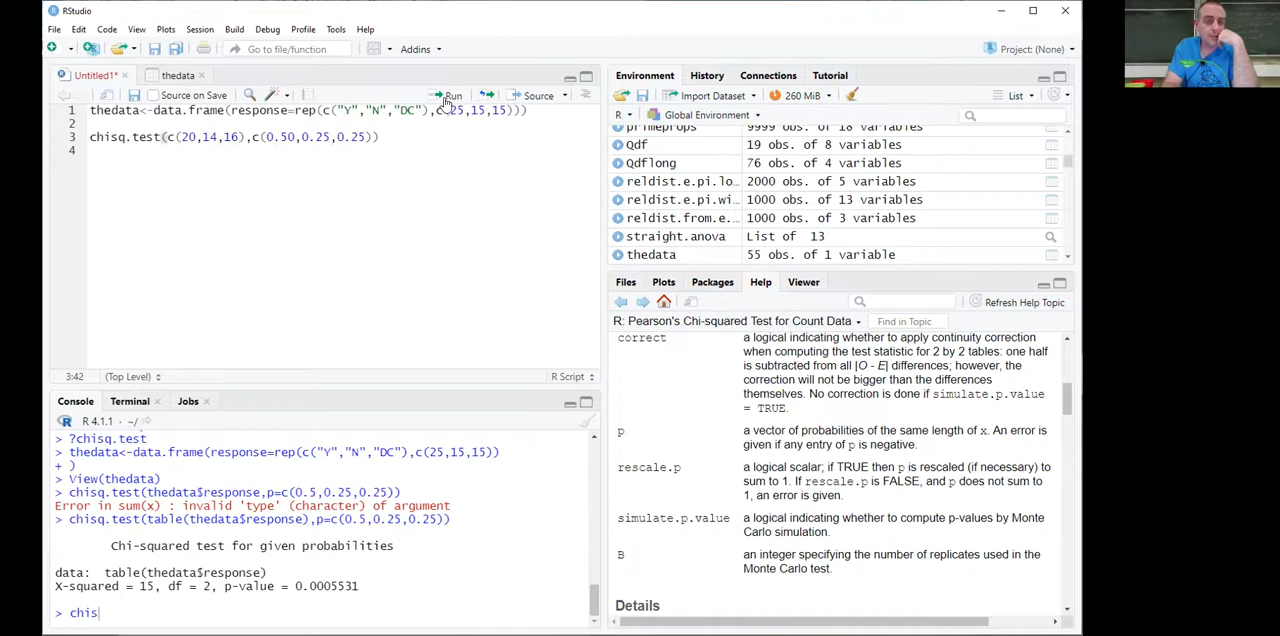 RStudio
File Edit Code View Plots Session Build Debug Profile Tools Help
Go to file/function Addins Project: (None)
Untitled1* thedata
Source on Save Run Source
1 thedata<-data.frame(response=rep(c("Y","N","DC"),c(25,15,15)))
2
3 chisq.test(c(20,14,16),c(0.50,0.25,0.25))
4
3:42 (Top Level) R Script
Console Terminal Jobs
R 4.1.1 · ~/
> ?chisq.test
> thedata<-data.frame(response=rep(c("Y","N","DC"),c(25,15,15))
+ )
> View(thedata)
> chisq.test(thedata$response,p=c(0.5,0.25,0.25))
Error in sum(x) : invalid 'type' (character) of argument
> chisq.test(table(thedata$response),p=c(0.5,0.25,0.25))
Chi-squared test for given probabilities
data: table(thedata$response)
X-squared = 15, df = 2, p-value = 0.0005531
> chis
Environment History Connections Tutorial
Import Dataset 260 MiB List
R Global Environment
primeprops 9999 obs. of 18 variables
Qdf 19 obs. of 8 variables
Qdflong 76 obs. of 4 variables
reldist.e.pi.lo... 2000 obs. of 5 variables
reldist.e.pi.wi... 1000 obs. of 13 variables
reldist.from.e... 1000 obs. of 3 variables
straight.anova List of 13
thedata 55 obs. of 1 variable
Files Plots Packages Help Viewer
Refresh Help Topic
R: Pearson's Chi-squared Test for Count Data Find in Topic
correct a logical indicating whether to apply continuity correction
when computing the test statistic for 2 by 2 tables: one half
is subtracted from all |O - E| differences; however, the
correction will not be bigger than the differences
themselves. No correction is done if simulate.p.value
= TRUE.
p a vector of probabilities of the same length of x. An error is
given if any entry of p is negative.
rescale.p a logical scalar; if TRUE then p is rescaled (if necessary) to
sum to 1. If rescale.p is FALSE, and p does not sum to
1, an error is given.
simulate.p.value a logical indicating whether to compute p-values by Monte
Carlo simulation.
B an integer specifying the number of replicates used in the
Monte Carlo test.
Details